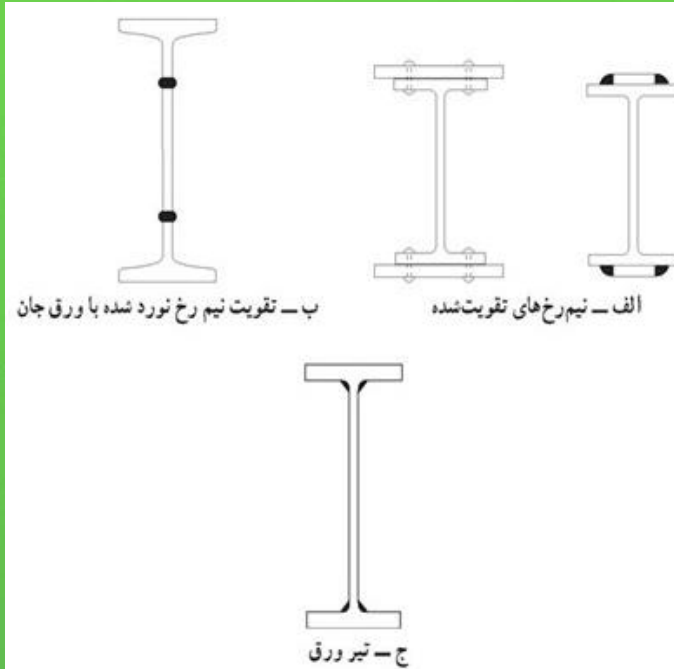 الف ــ نیم‌رخ‌های تقویت‌شده
ب ــ تقویت نیم رخ نورد شده با ورق جان
ج ــ تیر ورق